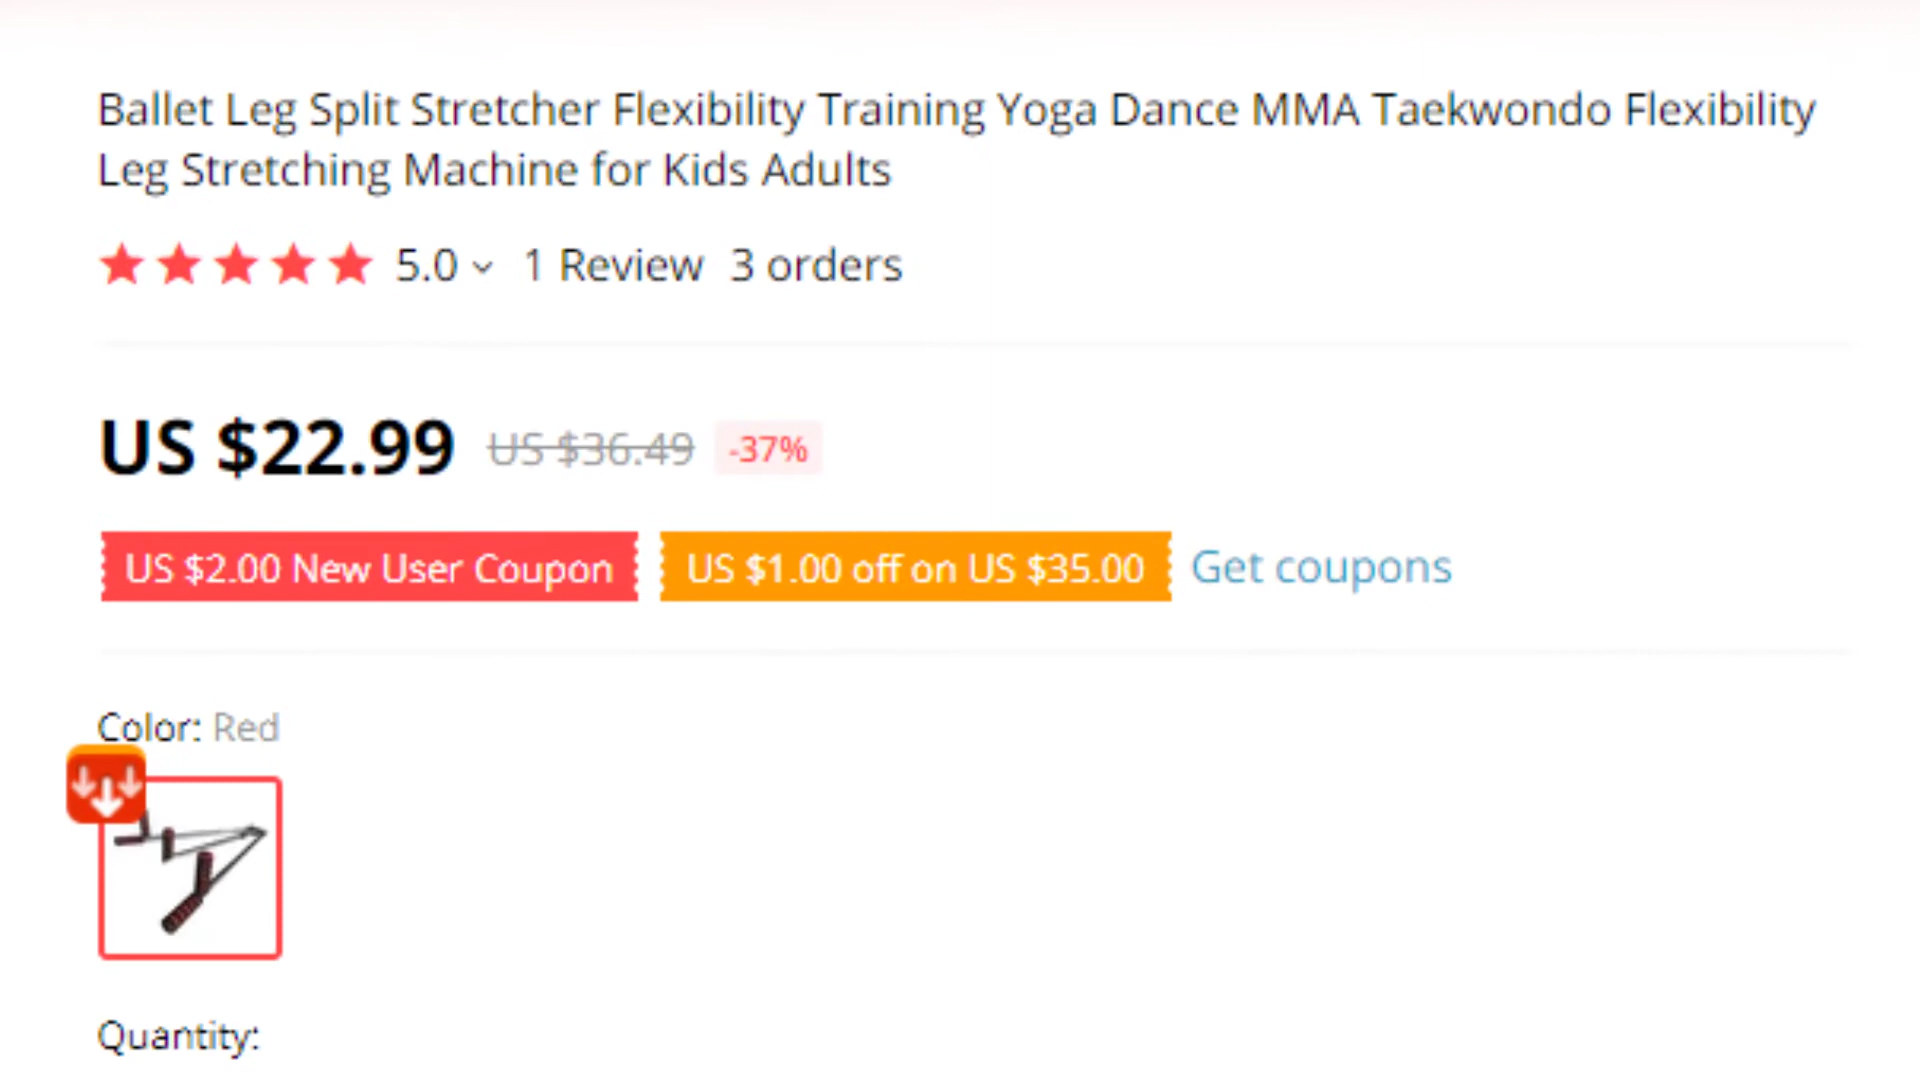 Ballet Leg Split Stretcher Flexibility Training Yoga Dance MMA Taekwondo Flexibility
Leg Stretching Machine for Kids Adults
5.0 1 Review 3 orders
US $22.99 US $36.49 -37%
US $2.00 New User Coupon US $1.00 off on US $35.00 Get coupons
Color: Red
Quantity: